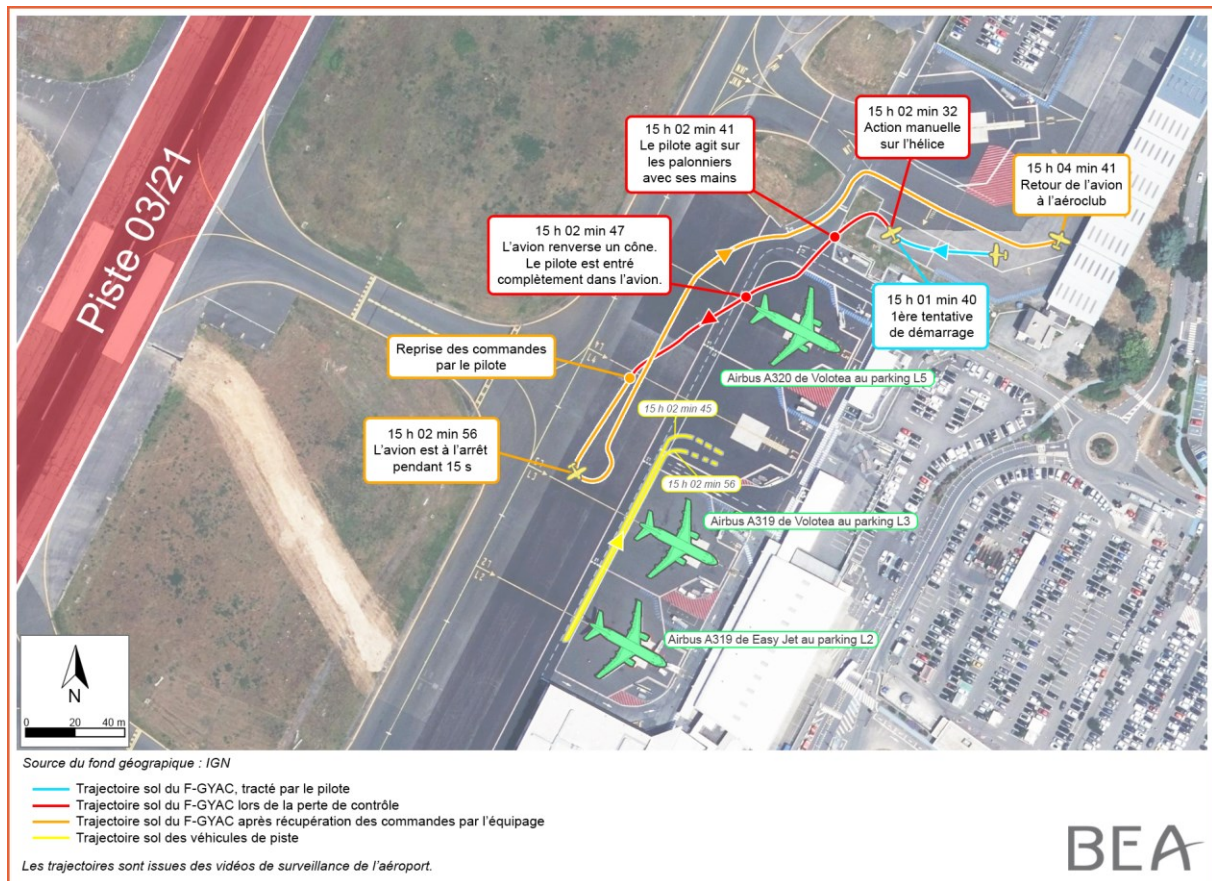 Piste 03/21
15 h 02 min 32
Action manuelle
sur l'hélice
15 h 02 min 41
Le pilote agit sur
les palonniers
avec ses mains
15 h 04 min 41
Retour de l'avion
à l'aéroclub
15 h 02 min 47
L'avion renverse un cône.
Le pilote est entré
complètement dans l'avion.
15 h 01 min 40
1ère tentative
de démarrage
Reprise des commandes
par le pilote
Airbus A320 de Volotea au parking L5
15 h 02 min 45
15 h 02 min 56
L'avion est à l'arrêt
pendant 15 s
15 h 02 min 56
Airbus A319 de Volotea au parking L3
Airbus A319 de Easy Jet au parking L2
N
0 20 40 m
Source du fond géograpique : IGN
Trajectoire sol du F-GYAC, tracté par le pilote
Trajectoire sol du F-GYAC lors de la perte de contrôle
Trajectoire sol du F-GYAC après récupération des commandes par l'équipage
Trajectoire sol des véhicules de piste
Les trajectoires sont issues des vidéos de surveillance de l'aéroport.
BEA